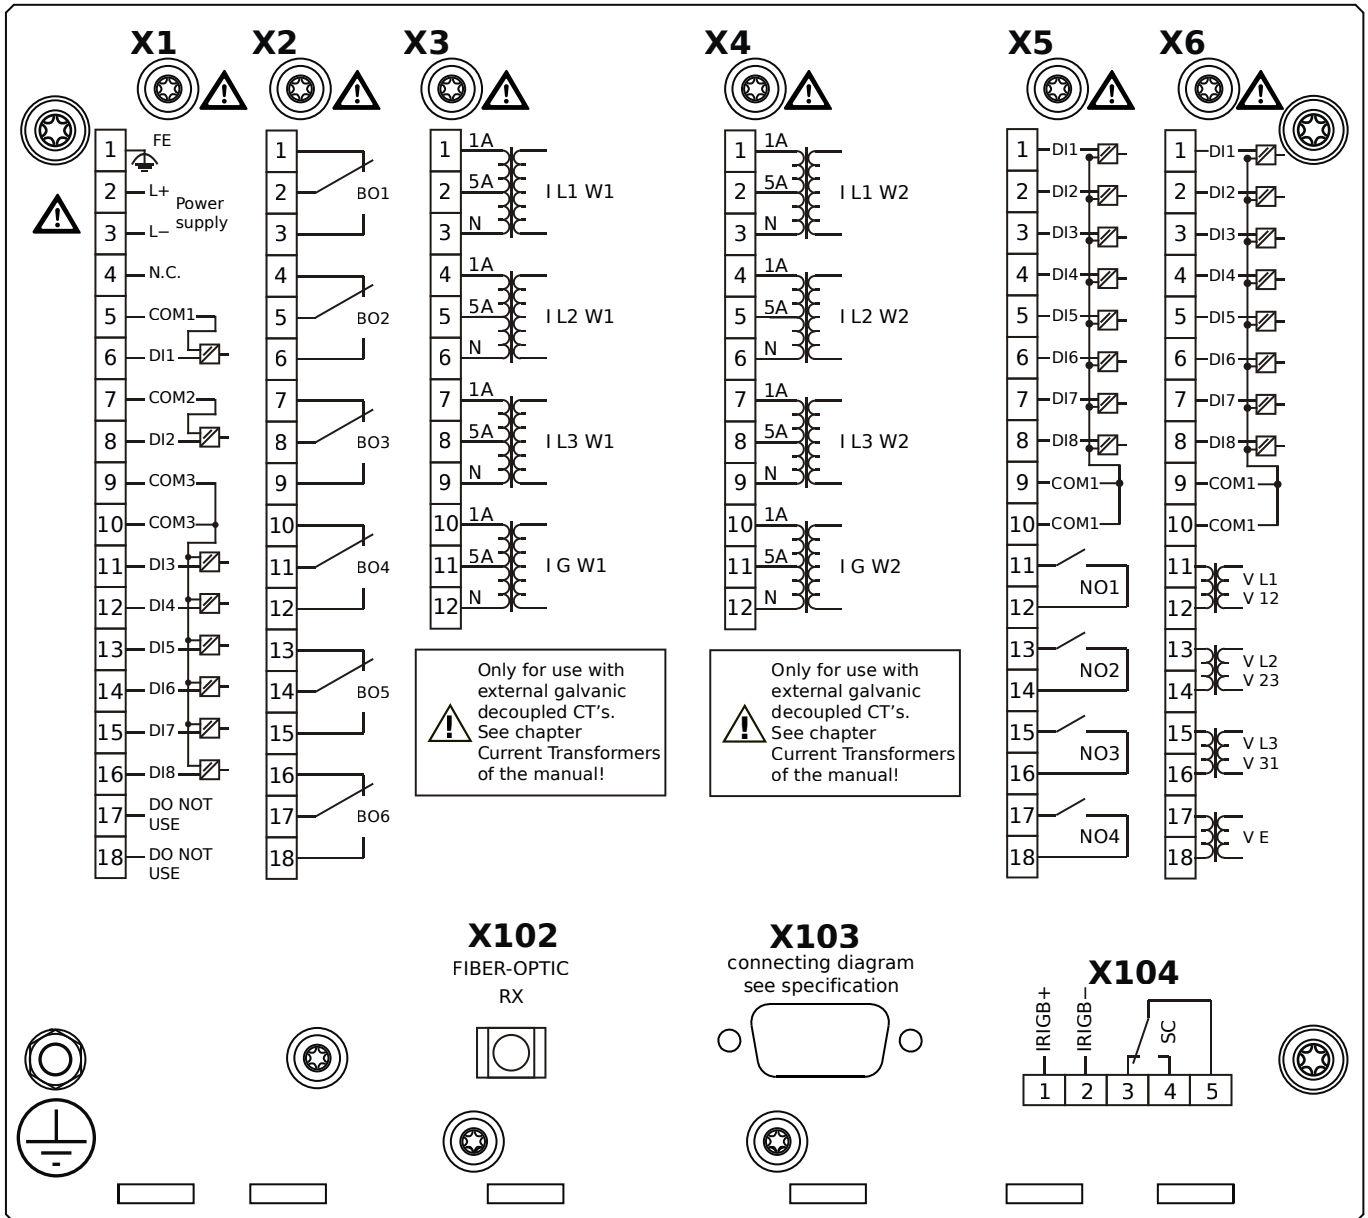 X1
X2
X3
X4
X5
X6
1 FE
2 L+
Power
supply
3 L−
4 N.C.
5 COM1
6 DI1
7 COM2
8 DI2
9 COM3
10 COM3
11 DI3
12 DI4
13 DI5
14 DI6
15 DI7
16 DI8
17 DO NOT
USE
18 DO NOT
USE
1
2 BO1
3
4
5 BO2
6
7
8 BO3
9
10
11 BO4
12
13
14 BO5
15
16
17 BO6
18
1 1A
2 5A I L1 W1
3 N
4 1A
5 5A I L2 W1
6 N
7 1A
8 5A I L3 W1
9 N
10 1A
11 5A I G W1
12 N
Only for use with
external galvanic
decoupled CT's.
See chapter
Current Transformers
of the manual!
1 1A
2 5A I L1 W2
3 N
4 1A
5 5A I L2 W2
6 N
7 1A
8 5A I L3 W2
9 N
10 1A
11 5A I G W2
12 N
Only for use with
external galvanic
decoupled CT's.
See chapter
Current Transformers
of the manual!
1 DI1
2 DI2
3 DI3
4 DI4
5 DI5
6 DI6
7 DI7
8 DI8
9 COM1
10 COM1
11
NO1
12
13
NO2
14
15
NO3
16
17
NO4
18
1 DI1
2 DI2
3 DI3
4 DI4
5 DI5
6 DI6
7 DI7
8 DI8
9 COM1
10 COM1
11 V L1
12 V 12
13 V L2
14 V 23
15 V L3
16 V 31
17
V E
18
X102
FIBER-OPTIC
RX
X103
connecting diagram
see specification
X104
IRIGB+
IRIGB−
SC
1 2 3 4 5